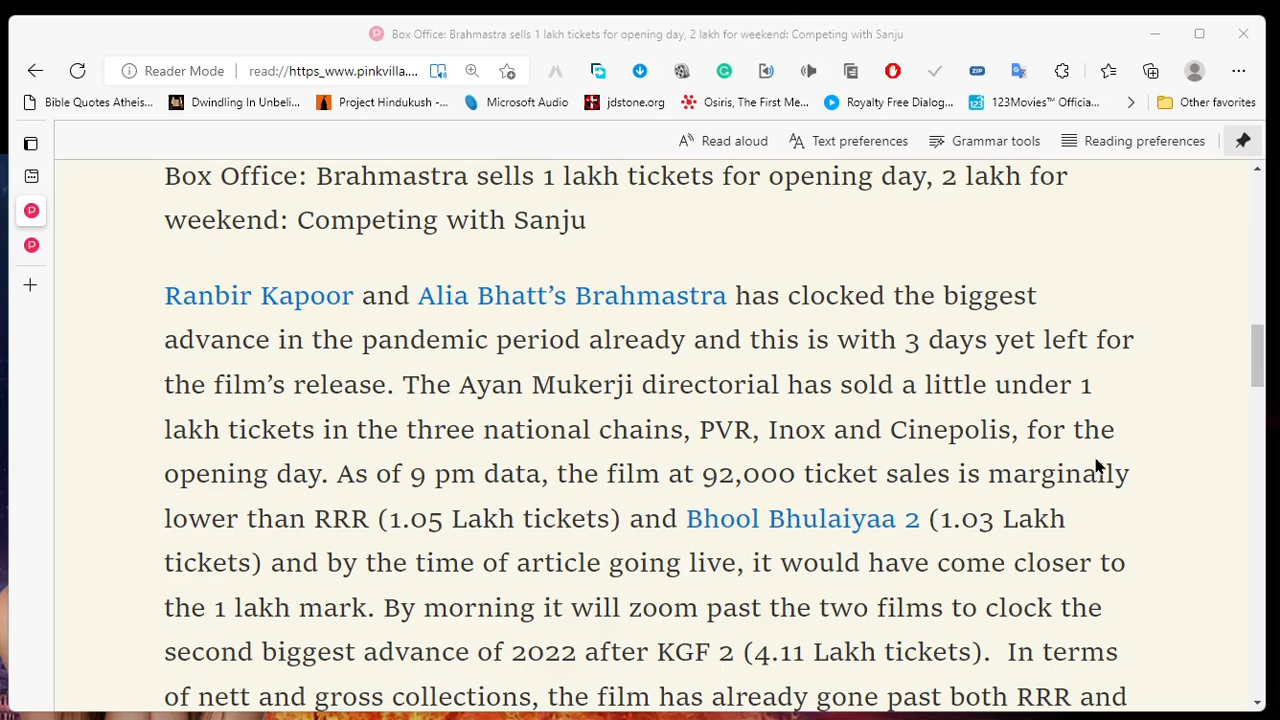 Box Office: Brahmastra sells 1 lakh tickets for opening day, 2 lakh for weekend: Competing with Sanju
Reader Mode read://https_www.pinkvilla....
Bible Quotes Atheis... Dwindling In Unbeli... Project Hindukush -... Microsoft Audio jdstone.org Osiris, The First Me... Royalty Free Dialog... 123Movies™ Officia... Other favorites
Read aloud Text preferences Grammar tools Reading preferences
Box Office: Brahmastra sells 1 lakh tickets for opening day, 2 lakh for
weekend: Competing with Sanju
Ranbir Kapoor and Alia Bhatt’s Brahmastra has clocked the biggest
advance in the pandemic period already and this is with 3 days yet left for
the film’s release. The Ayan Mukerji directorial has sold a little under 1
lakh tickets in the three national chains, PVR, Inox and Cinepolis, for the
opening day. As of 9 pm data, the film at 92,000 ticket sales is marginally
lower than RRR (1.05 Lakh tickets) and Bhool Bhulaiyaa 2 (1.03 Lakh
tickets) and by the time of article going live, it would have come closer to
the 1 lakh mark. By morning it will zoom past the two films to clock the
second biggest advance of 2022 after KGF 2 (4.11 Lakh tickets). In terms
of nett and gross collections, the film has already gone past both RRR and